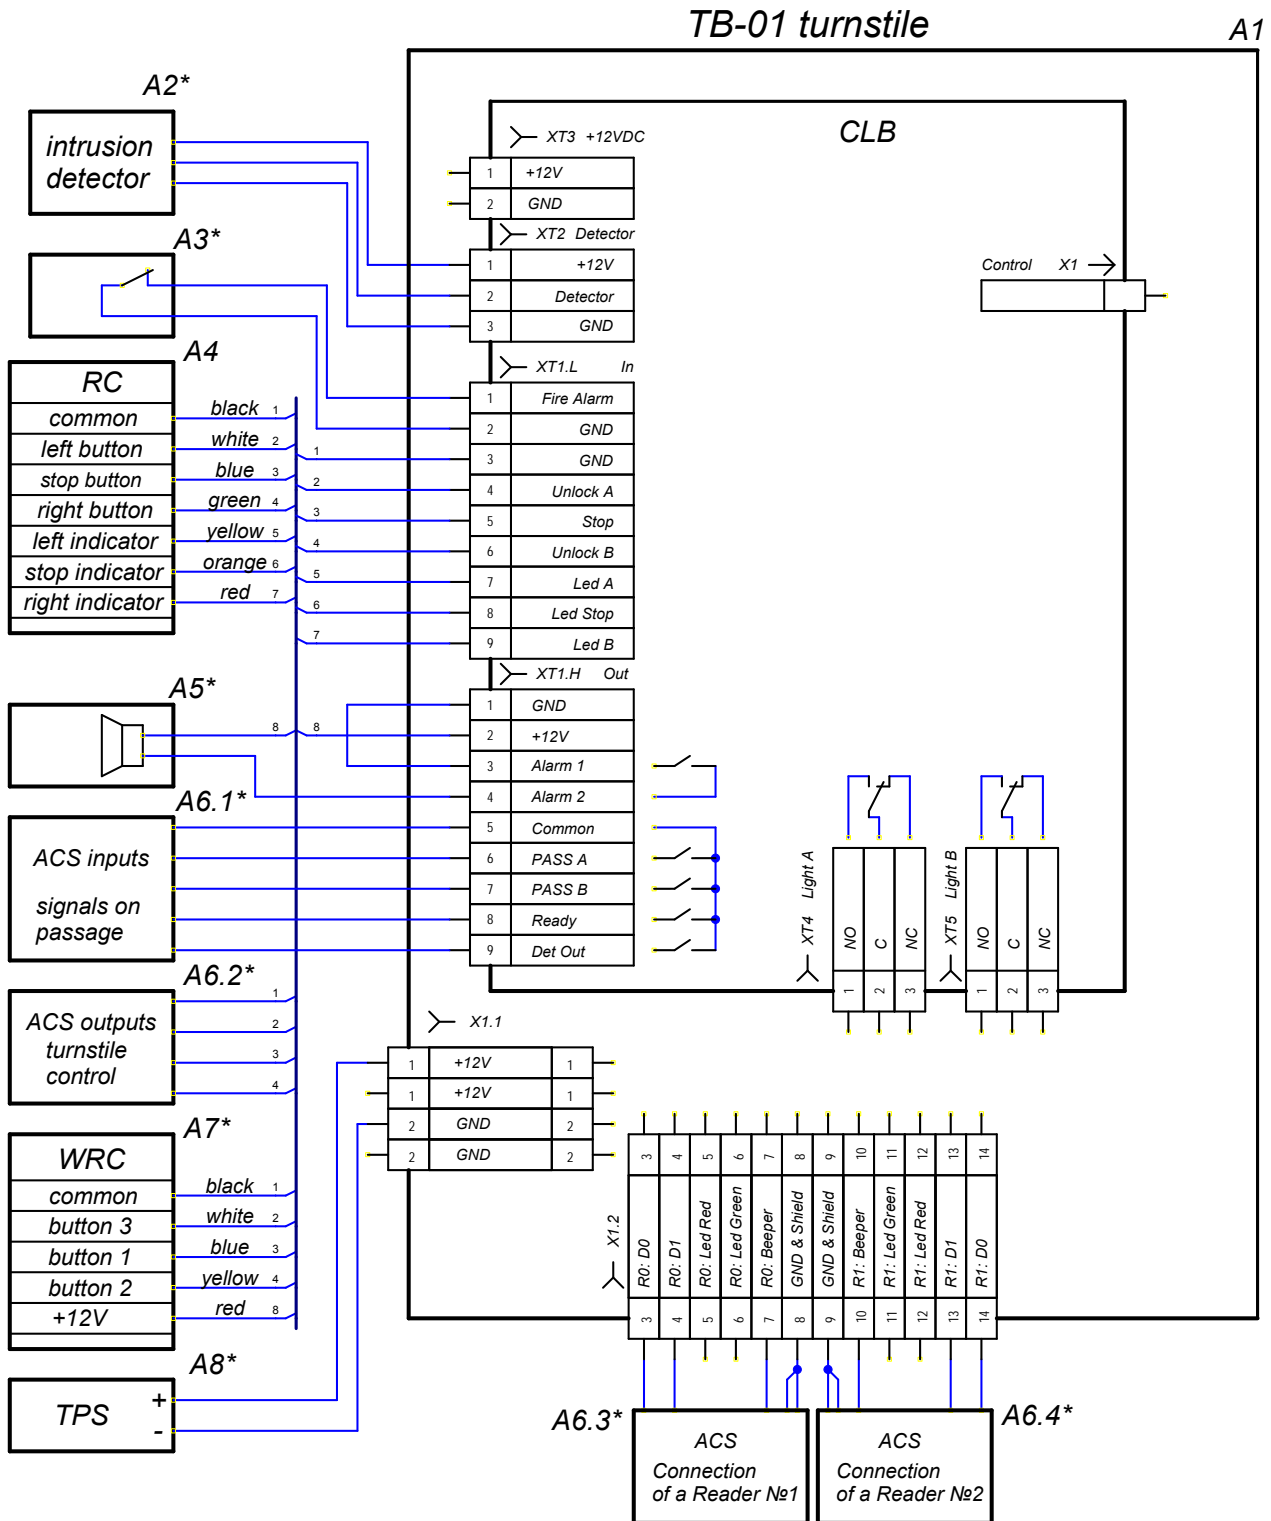 TB-01 turnstile
A1
A2*
intrusion
detector
A3*
A4
RC
common
left button
stop button
right button
left indicator
stop indicator
right indicator
black 1
white 2
blue 3
green 4
yellow 5
orange 6
red 7
1
2
3
4
5
6
7
A5*
8 8
A6.1*
ACS inputs
signals on
passage
A6.2*
ACS outputs
turnstile
control
1
2
3
4
A7*
WRC
common
button 3
button 1
button 2
+12V
black 1
white 2
blue 3
yellow 4
red 8
A8*
TPS
+
-
CLB
XT3 +12VDC
1 +12V
2 GND
XT2 Detector
1 +12V
2 Detector
3 GND
XT1.L In
1 Fire Alarm
2 GND
3 GND
4 Unlock A
5 Stop
6 Unlock B
7 Led A
8 Led Stop
9 Led B
XT1.H Out
1 GND
2 +12V
3 Alarm 1
4 Alarm 2
5 Common
6 PASS A
7 PASS B
8 Ready
9 Det Out
Control X1
XT4 Light A
1 NO
2 C
3 NC
XT5 Light B
1 NO
2 C
3 NC
X1.1
1 +12V 1
1 +12V 1
2 GND 2
2 GND 2
X1.2
3 R0: D0 3
4 R0: D1 4
5 R0: Led Red 5
6 R0: Led Green 6
7 R0: Beeper 7
8 GND & Shield 8
9 GND & Shield 9
10 R1: Beeper 10
11 R1: Led Green 11
12 R1: Led Red 12
13 R1: D1 13
14 R1: D0 14
A6.3*
ACS
Connection
of a Reader №1
A6.4*
ACS
Connection
of a Reader №2